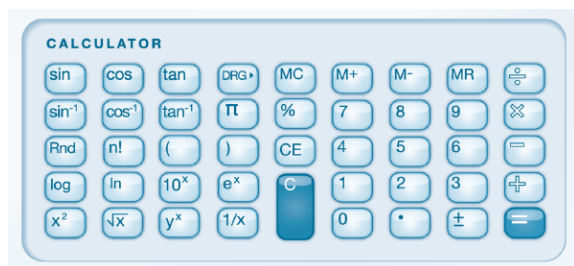 CALCULATOR
sin cos tan DRG▸ MC M+ M- MR ÷
sin⁻¹ cos⁻¹ tan⁻¹ π % 7 8 9 ×
Rnd n! ( ) CE 4 5 6 −
log ln 10ˣ eˣ C 1 2 3 +
x² √x yˣ 1/x 0 • ± =